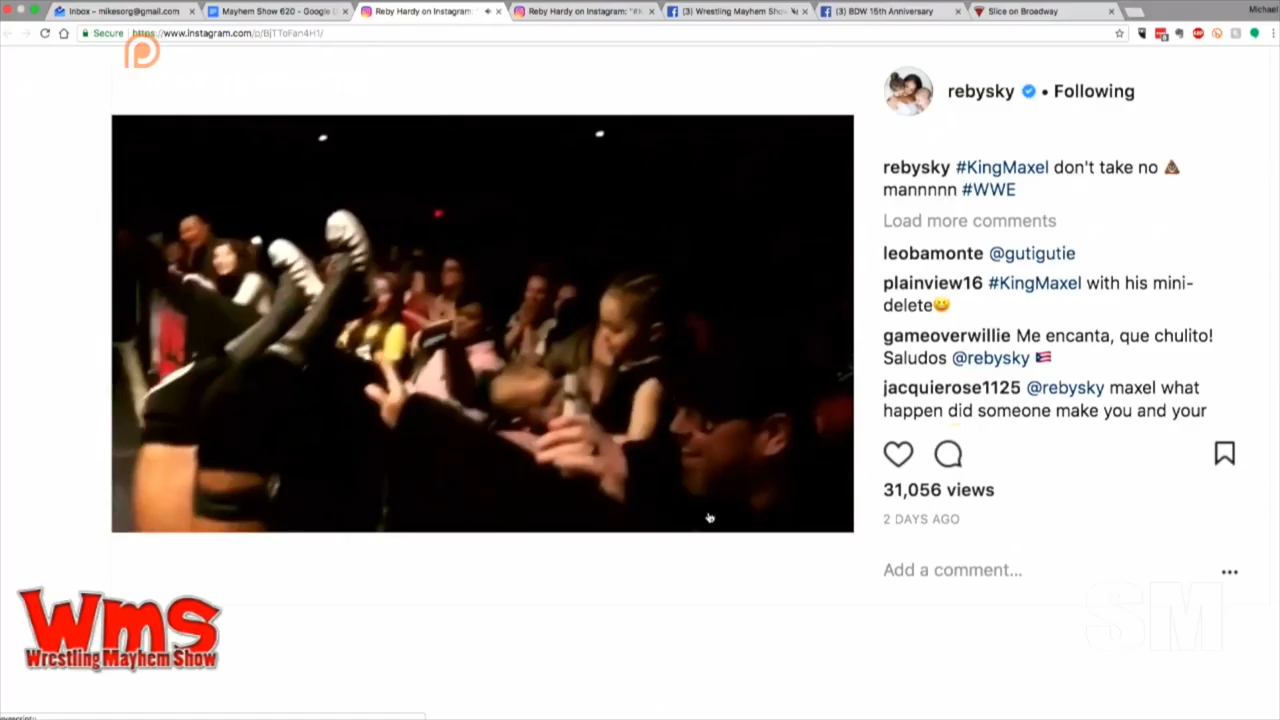 Inbox - mikesorg@gmail.com
Mayhem Show 620 - Google
Reby Hardy on Instagram:
Reby Hardy on Instagram: "#
(3) Wrestling Mayhem Sho
(3) BDW 15th Anniversary
Slice on Broadway
Michael
Secure
https://www.instagram.com/p/BjTToFan4H1/
rebysky • Following
rebysky #KingMaxel don't take no 💩
mannnnn #WWE
Load more comments
leobamonte @gutigutie
plainview16 #KingMaxel with his mini-
delete😀
gameoverwillie Me encanta, que chulito!
Saludos @rebysky 🇵🇷
jacquierose1125 @rebysky maxel what
happen did someone make you and your
31,056 views
2 DAYS AGO
Add a comment...
WMS
Wrestling Mayhem Show
SM